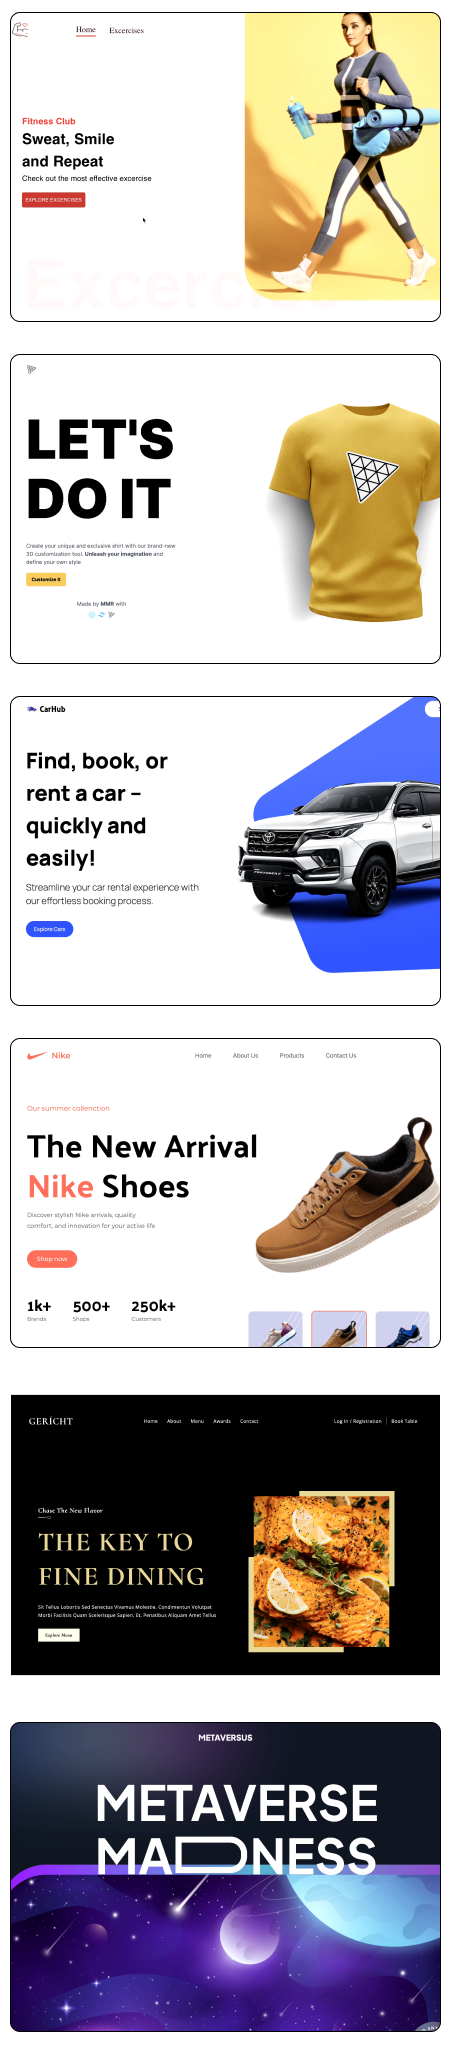 Home Excercises
Fitness Club
Sweat, Smile
and Repeat
Check out the most effective excercise
EXPLORE EXCERCISES
Excercise
LET'S
DO IT
Create your unique and exclusive shirt with our brand-new
3D customization tool. Unleash your imagination and
define your own style
Customize It
Made by MMR with
CarHub
Find, book, or
rent a car –
quickly and
easily!
Streamline your car rental experience with
our effortless booking process.
Explore Cars
Nike Home About Us Products Contact Us
Our summer collenction
The New Arrival
Nike Shoes
Discover stylish Nike arrivals, quality
comfort, and innovation for your active life
Shop now
1k+ 500+ 250k+
Brands Shops Customers
GERÍCHT Home About Menu Awards Contact Log In / Registration Book Table
Chase The New Flavor
THE KEY TO
FINE DINING
Sit Tellus Lobortis Sed Senectus Vivamus Molestie. Condimentun Volutpat
Morbi Facilisis Quam Scelerisque Sapien. Et, Penatibus Aliquam Amet Tellus
Explore Menu
METAVERSUS
METAVERSE
MADNESS